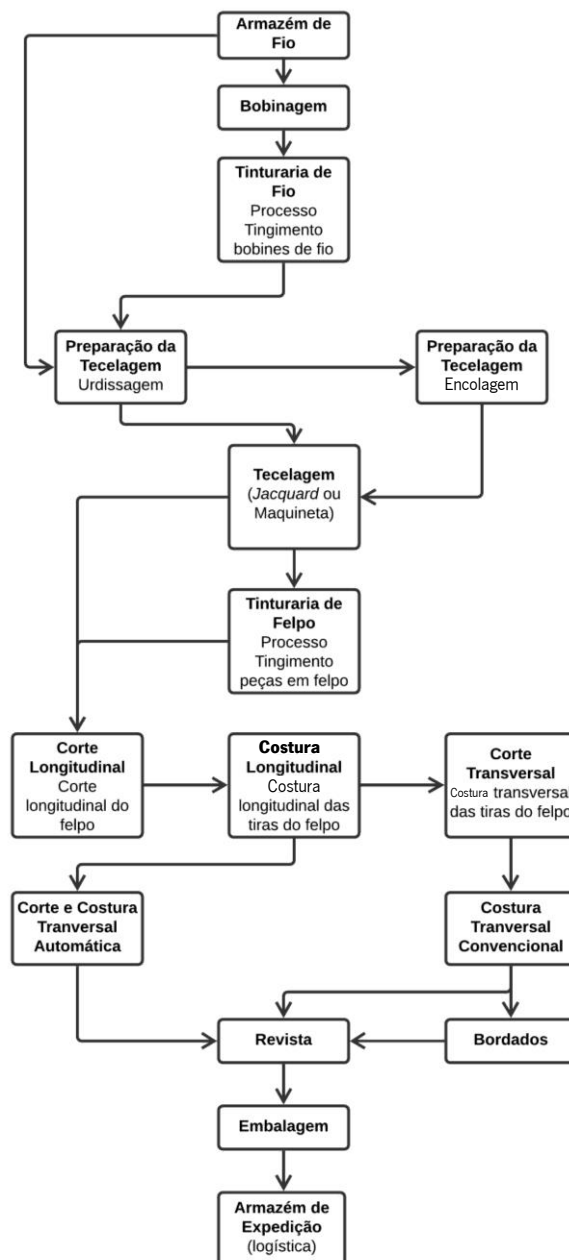 Armazém de
Fio
Bobinagem
Tinturaria de
Fio
Processo
Tingimento
bobines de fio
Preparação da
Tecelagem
Urdissagem
Preparação da
Tecelagem
Encolagem
Tecelagem
(Jacquard ou
Maquineta)
Tinturaria de
Felpo
Processo
Tingimento
peças em felpo
Corte
Longitudinal
Corte
longitudinal do
felpo
Costura
Longitudinal
Costura
longitudinal das
tiras do felpo
Corte
Transversal
Costura transversal
das tiras do felpo
Corte e Costura
Tranversal
Automática
Costura
Tranversal
Convencional
Revista
Bordados
Embalagem
Armazém de
Expedição
(logística)